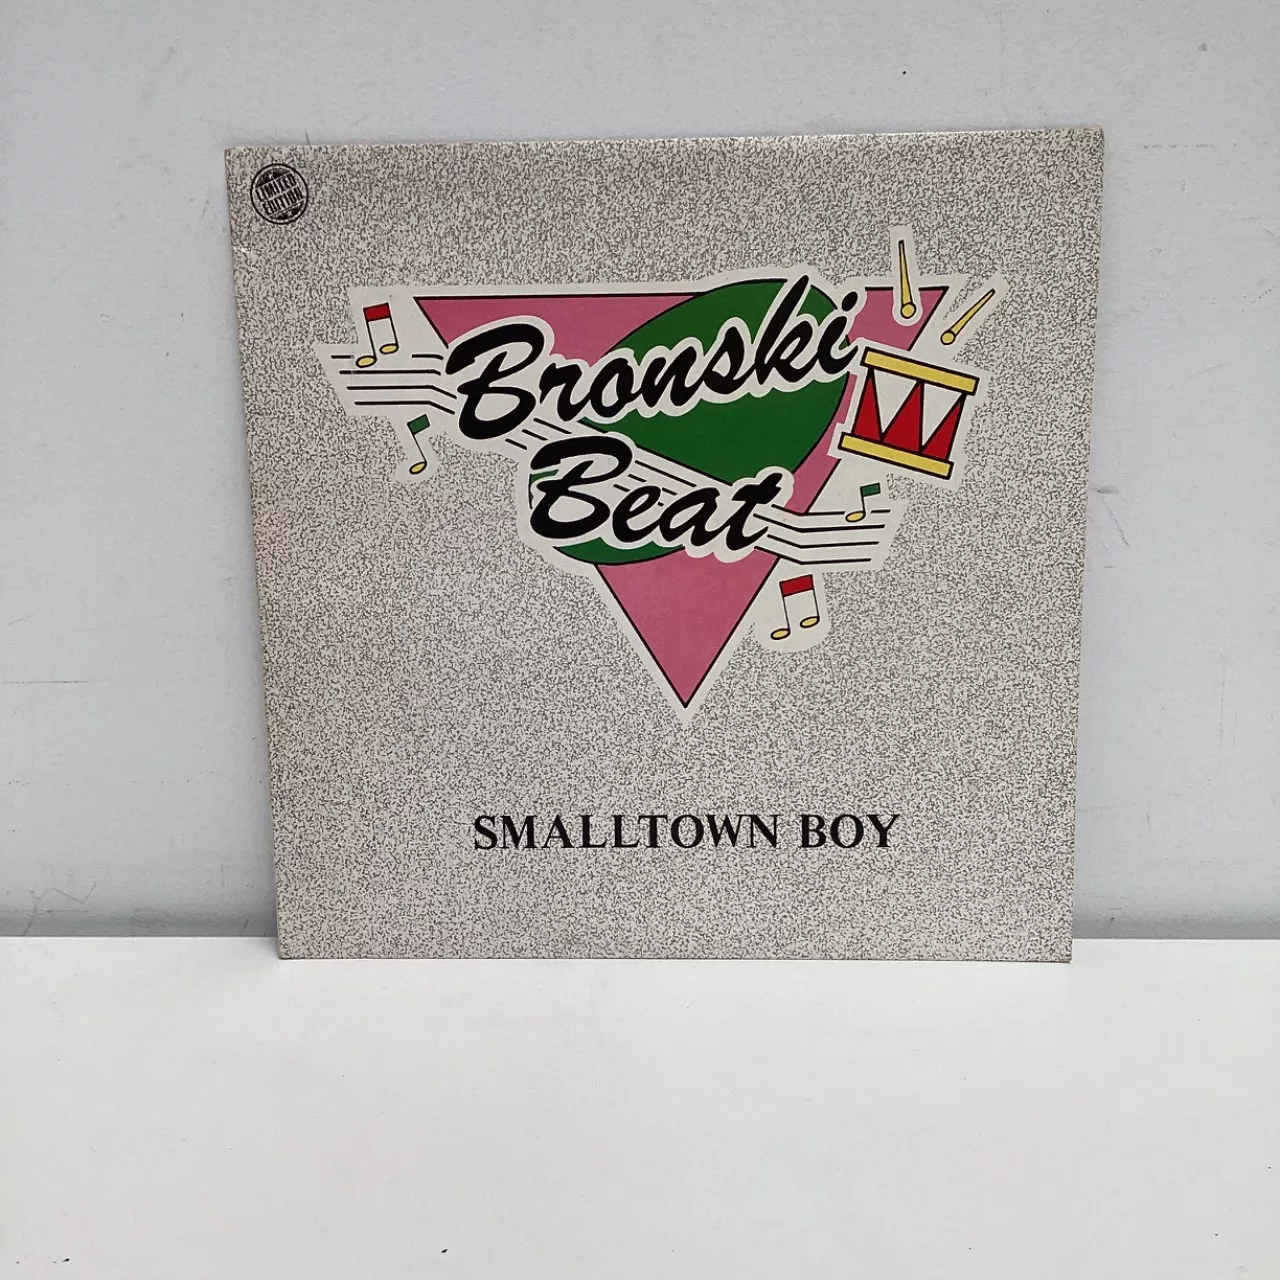 LIMITED
EDITION
Bronski
Beat
SMALLTOWN BOY